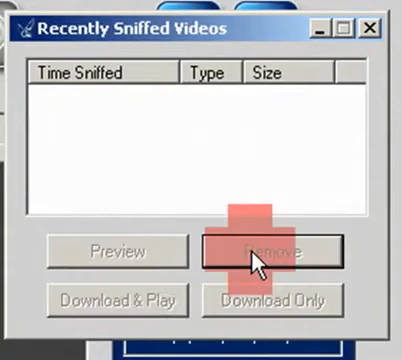 Recently Sniffed Videos
Time Sniffed Type Size
Preview Remove
Download & Play Download Only